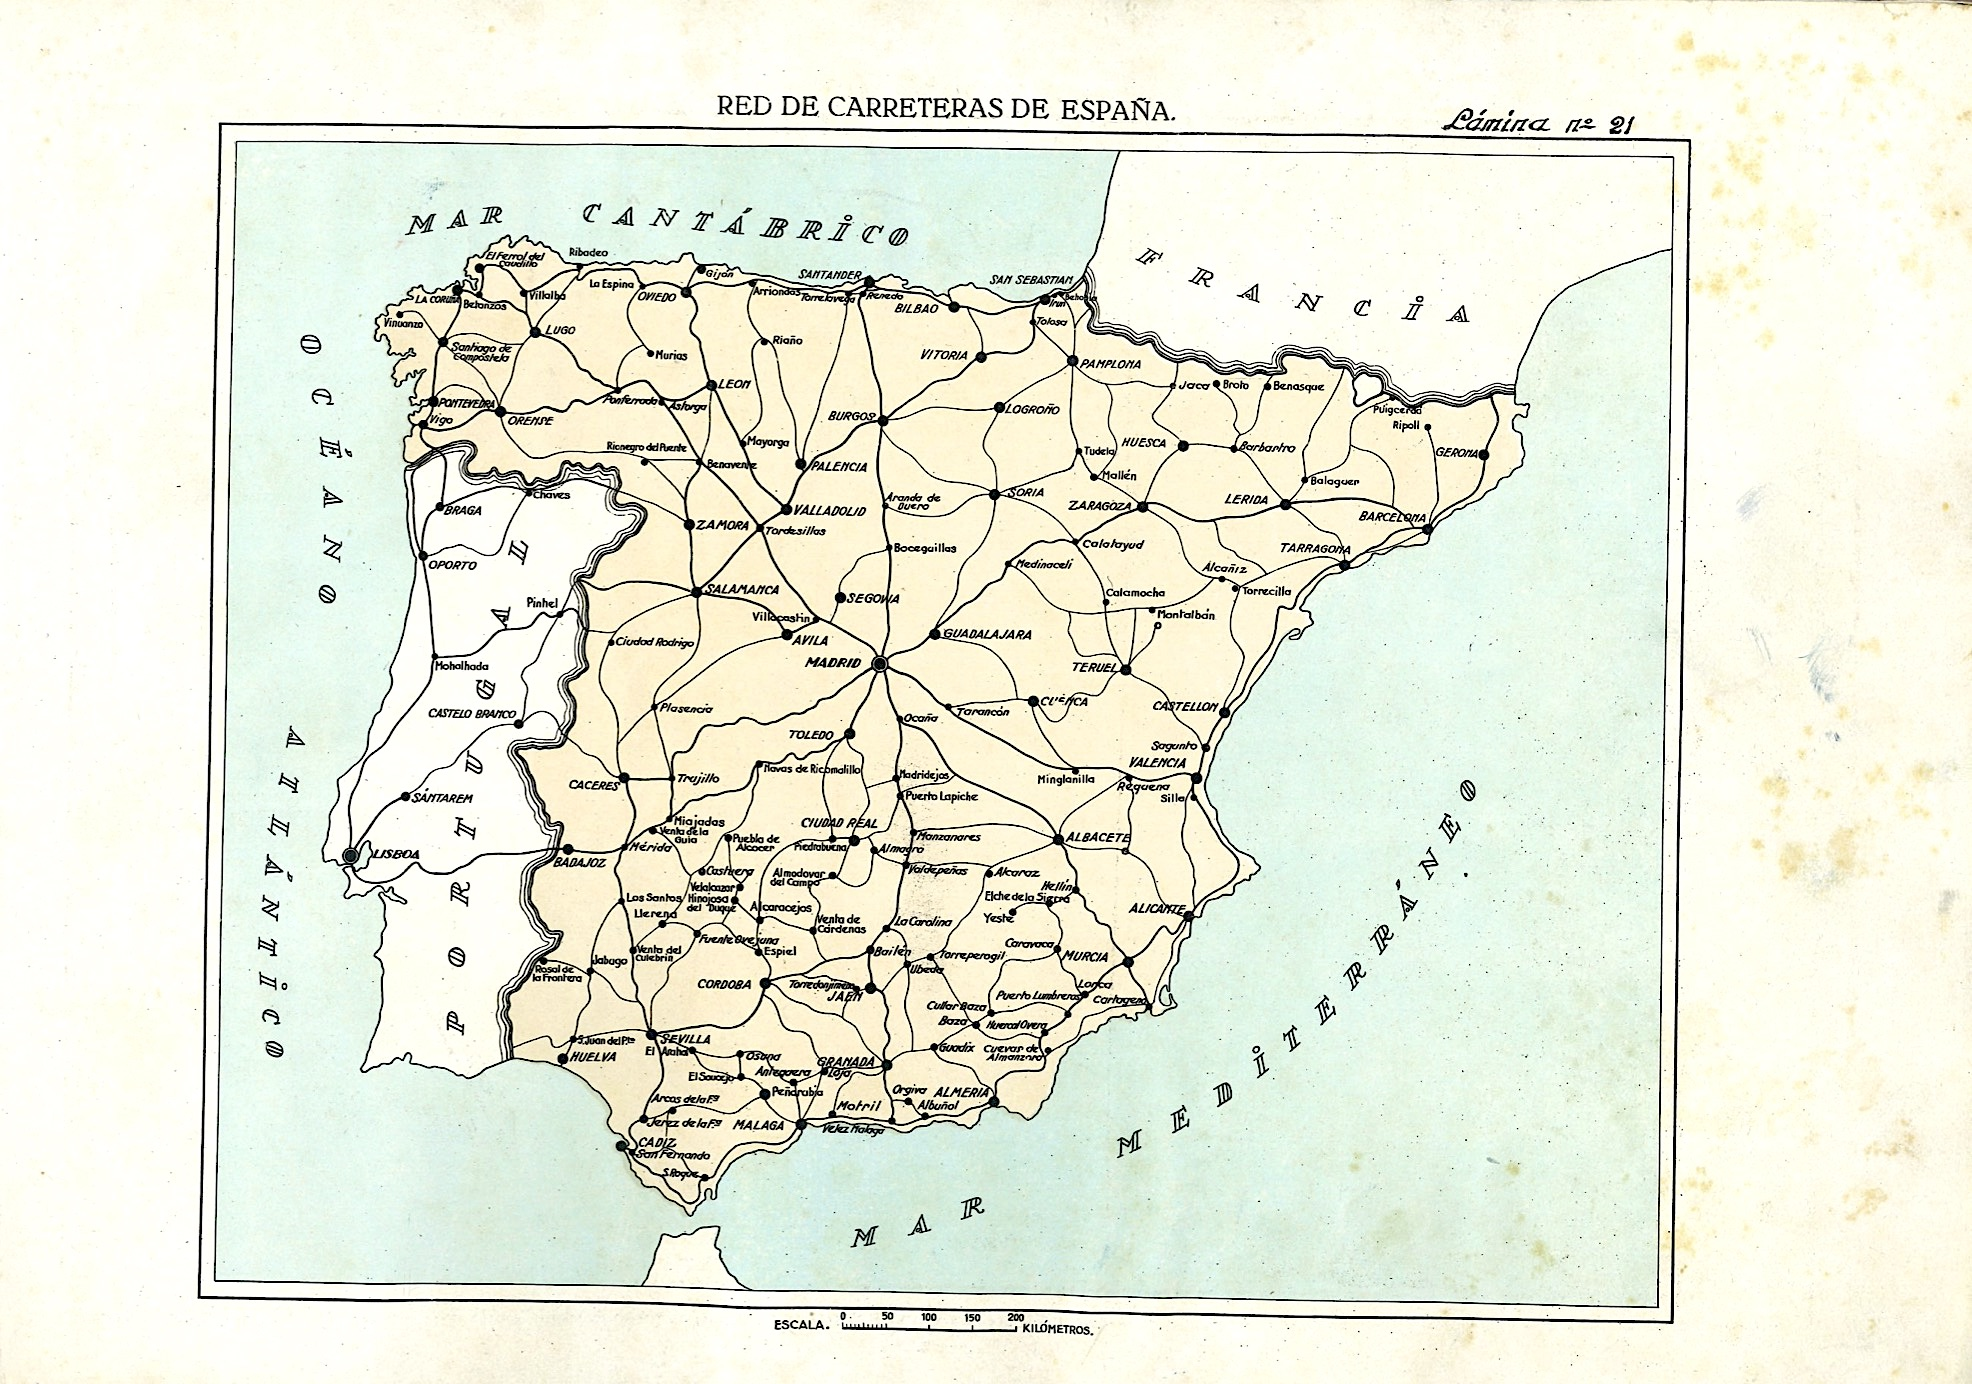 RED DE CARRETERAS DE ESPAÑA.
Lámina nº 21
MAR CANTÁBRICO
FRANCIA
OCÉANO ATLÁNTICO
PORTUGAL
MAR MEDITERRÁNEO
El Ferrol del
Caudillo
Ribadeo
LA CORUÑA
Betanzos
Villalba
La Espina
OVIEDO
Gijón
Arriondas
SANTANDER
Torrelavega
Renedo
BILBAO
SAN SEBASTIAN
Irun
Tolosa
Santiago de
Compostela
LUGO
Murias
Riaño
VITORIA
PAMPLONA
Jaca
Broto
Benasque
Puigcerdá
Ripoll
GERONA
PONTEVEDRA
Vigo
ORENSE
Ponferrada
Astorga
LEON
BURGOS
LOGROÑO
Rionegro del Puente
Benavente
Mayorga
PALENCIA
Tudela
Mallén
HUESCA
Barbastro
Balaguer
Chaves
BRAGA
OPORTO
ZAMORA
VALLADOLID
Tordesillas
Aranda de
Duero
SORIA
ZARAGOZA
LERIDA
BARCELONA
TARRAGONA
Boceguillas
Calatayud
Medinaceli
Alcañiz
Torrecilla
Calamocha
Montalbán
Pinhel
SALAMANCA
SEGOVIA
Villacastin
AVILA
Ciudad Rodrigo
MADRID
GUADALAJARA
TERUEL
Mohalhada
CASTELO BRANCO
Plasencia
Ocaña
Tarancón
CUENCA
CASTELLON
Sagunto
VALENCIA
TOLEDO
Navas de Ricomalillo
CACERES
Trujillo
Madridejos
Puerto Lapiche
Minglanilla
Requena
Silla
SÁNTAREM
LISBOA
BADAJOZ
Mérida
Miajadas
Venta de la
Guia
Puebla de
Alcocer
CIUDAD REAL
Piedrabuena
Almagro
Manzanares
ALBACETE
Castuera
Almodovar
del Campo
Valdepeñas
Alcaraz
Hellín
Elche de la Sierra
Yeste
ALICANTE
Los Santos
Llerena
Hinojosa
del Duque
Alcaracejos
Venta de
Cárdenas
La Carolina
Fuente Ovejuna
Espiel
Bailén
Ubeda
Torreperogil
Caravaca
MURCIA
Rosal de
la Frontera
Jabugo
Venta del
Culebrin
CORDOBA
JAEN
Lorca
Cartagena
Puerto Lumbreras
Cullar Baza
Baza
Huercal Overa
Cuevas de
Almanzora
Guadix
S. Juan del Pto
HUELVA
SEVILLA
El Arahal
Osuna
El Saucejo
Antequera
Loja
GRANADA
Peñarubia
Orgiva
ALMERIA
Albuñol
Motril
Velez Malaga
MALAGA
Arcos de la Fª
Jerez de la Fª
CADIZ
San Fernando
S. Roque
ESCALA.
0 50 100 150 200
KILÓMETROS.